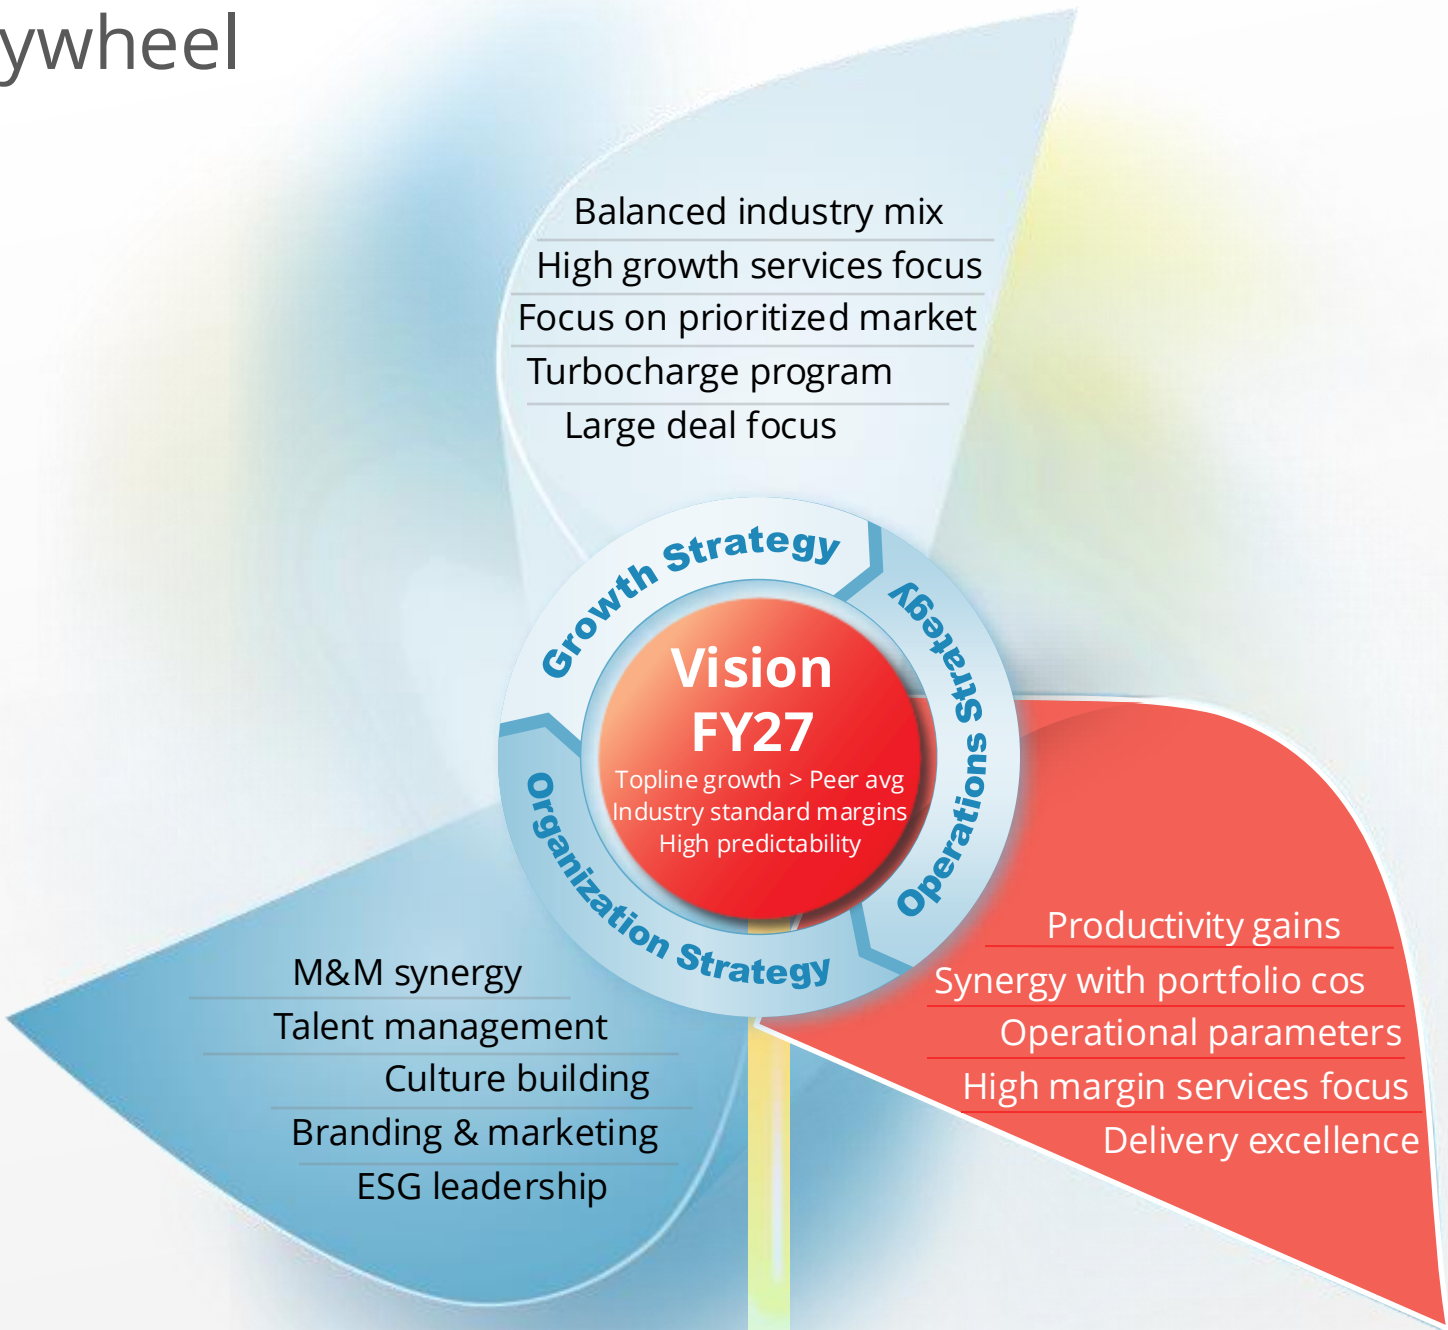 ywheel
Balanced industry mix
High growth services focus
Focus on prioritized market
Turbocharge program
Large deal focus
Growth Strategy
Operations Strategy
Organization Strategy
Vision
FY27
Topline growth > Peer avg
Industry standard margins
High predictability
Productivity gains
Synergy with portfolio cos
Operational parameters
High margin services focus
Delivery excellence
M&M synergy
Talent management
Culture building
Branding & marketing
ESG leadership